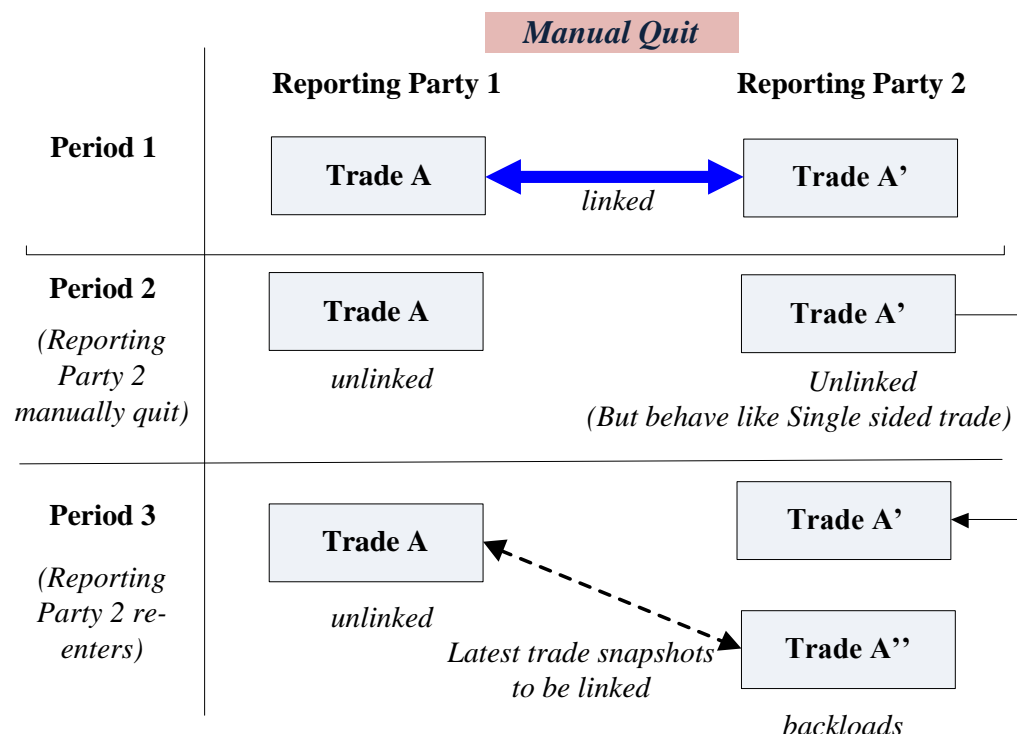 Manual Quit
Reporting Party 1
Reporting Party 2
Period 1
Trade A
linked
Trade A’
Period 2
(Reporting
Party 2
manually quit)
Trade A
unlinked
Trade A’
Unlinked
(But behave like Single sided trade)
Period 3
(Reporting
Party 2 re-
enters)
Trade A
unlinked
Trade A’
Latest trade snapshots
to be linked
Trade A’’
backloads